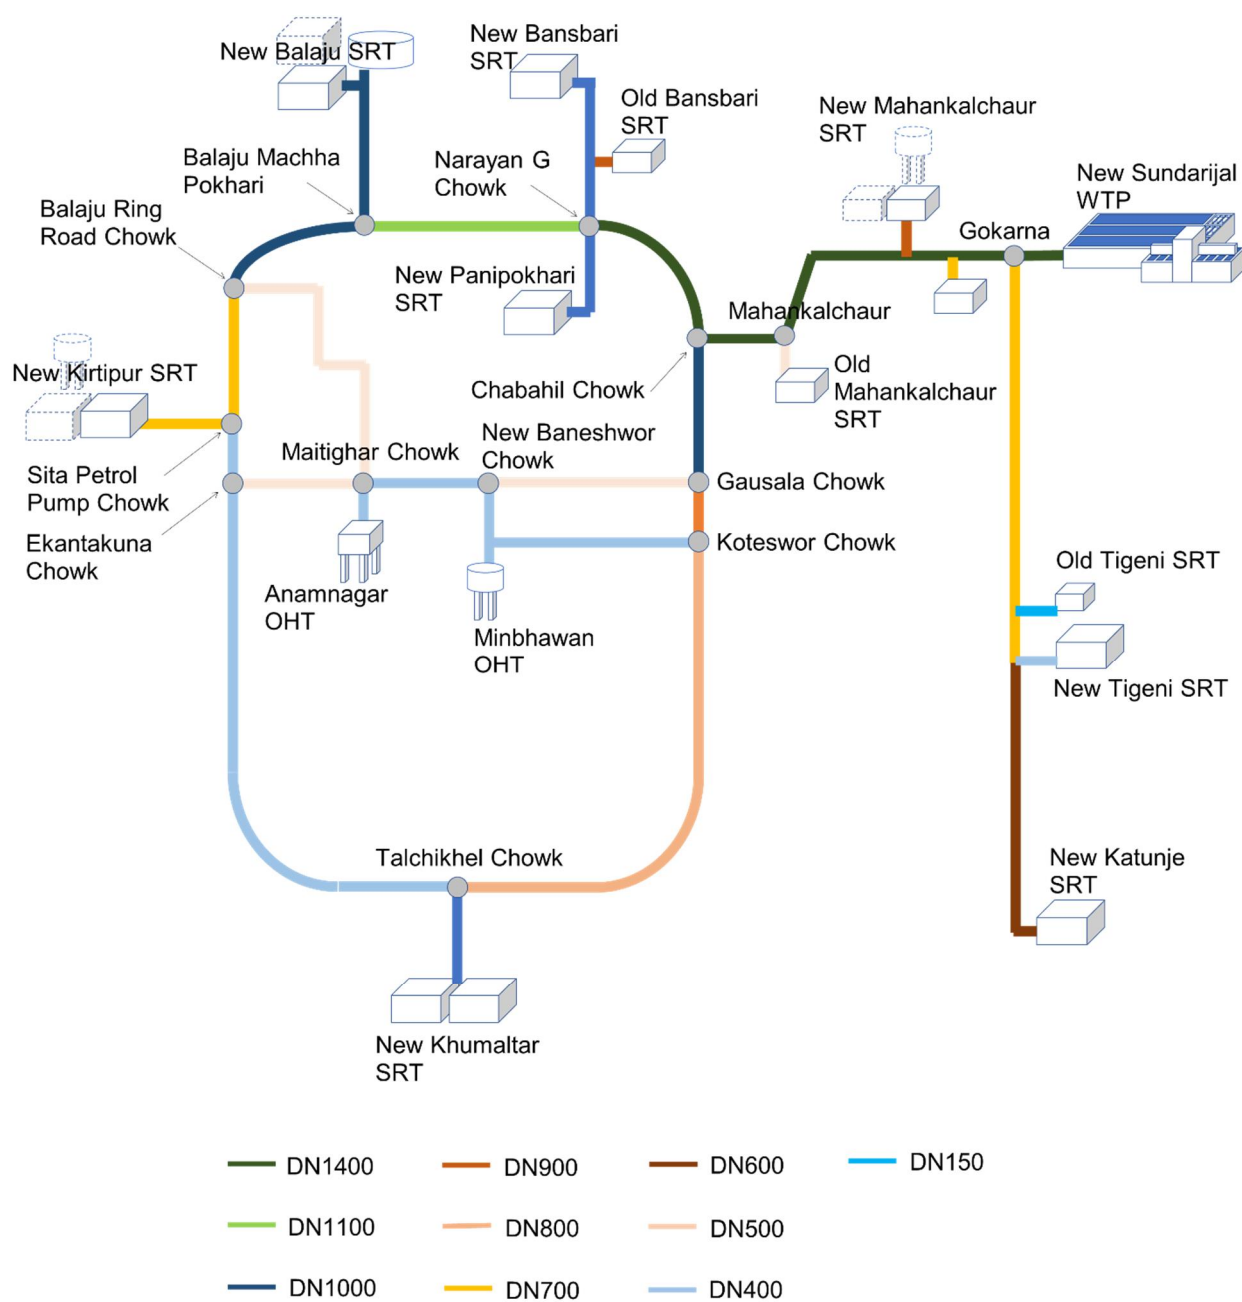 New Balaju SRT
New Bansbari
SRT
Old Bansbari
SRT
New Mahankalchaur
SRT
New Sundarijal
WTP
Balaju Machha
Pokhari
Narayan G
Chowk
Balaju Ring
Road Chowk
Gokarna
New Panipokhari
SRT
Mahankalchaur
New Kirtipur SRT
Chabahil Chowk
Old
Mahankalchaur
SRT
Maitighar Chowk
New Baneshwor
Chowk
Sita Petrol
Pump Chowk
Gausala Chowk
Ekantakuna
Chowk
Koteswor Chowk
Anamnagar
OHT
Minbhawan
OHT
Old Tigeni SRT
New Tigeni SRT
Talchikhel Chowk
New Katunje
SRT
New Khumaltar
SRT
DN1400
DN900
DN600
DN150
DN1100
DN800
DN500
DN1000
DN700
DN400